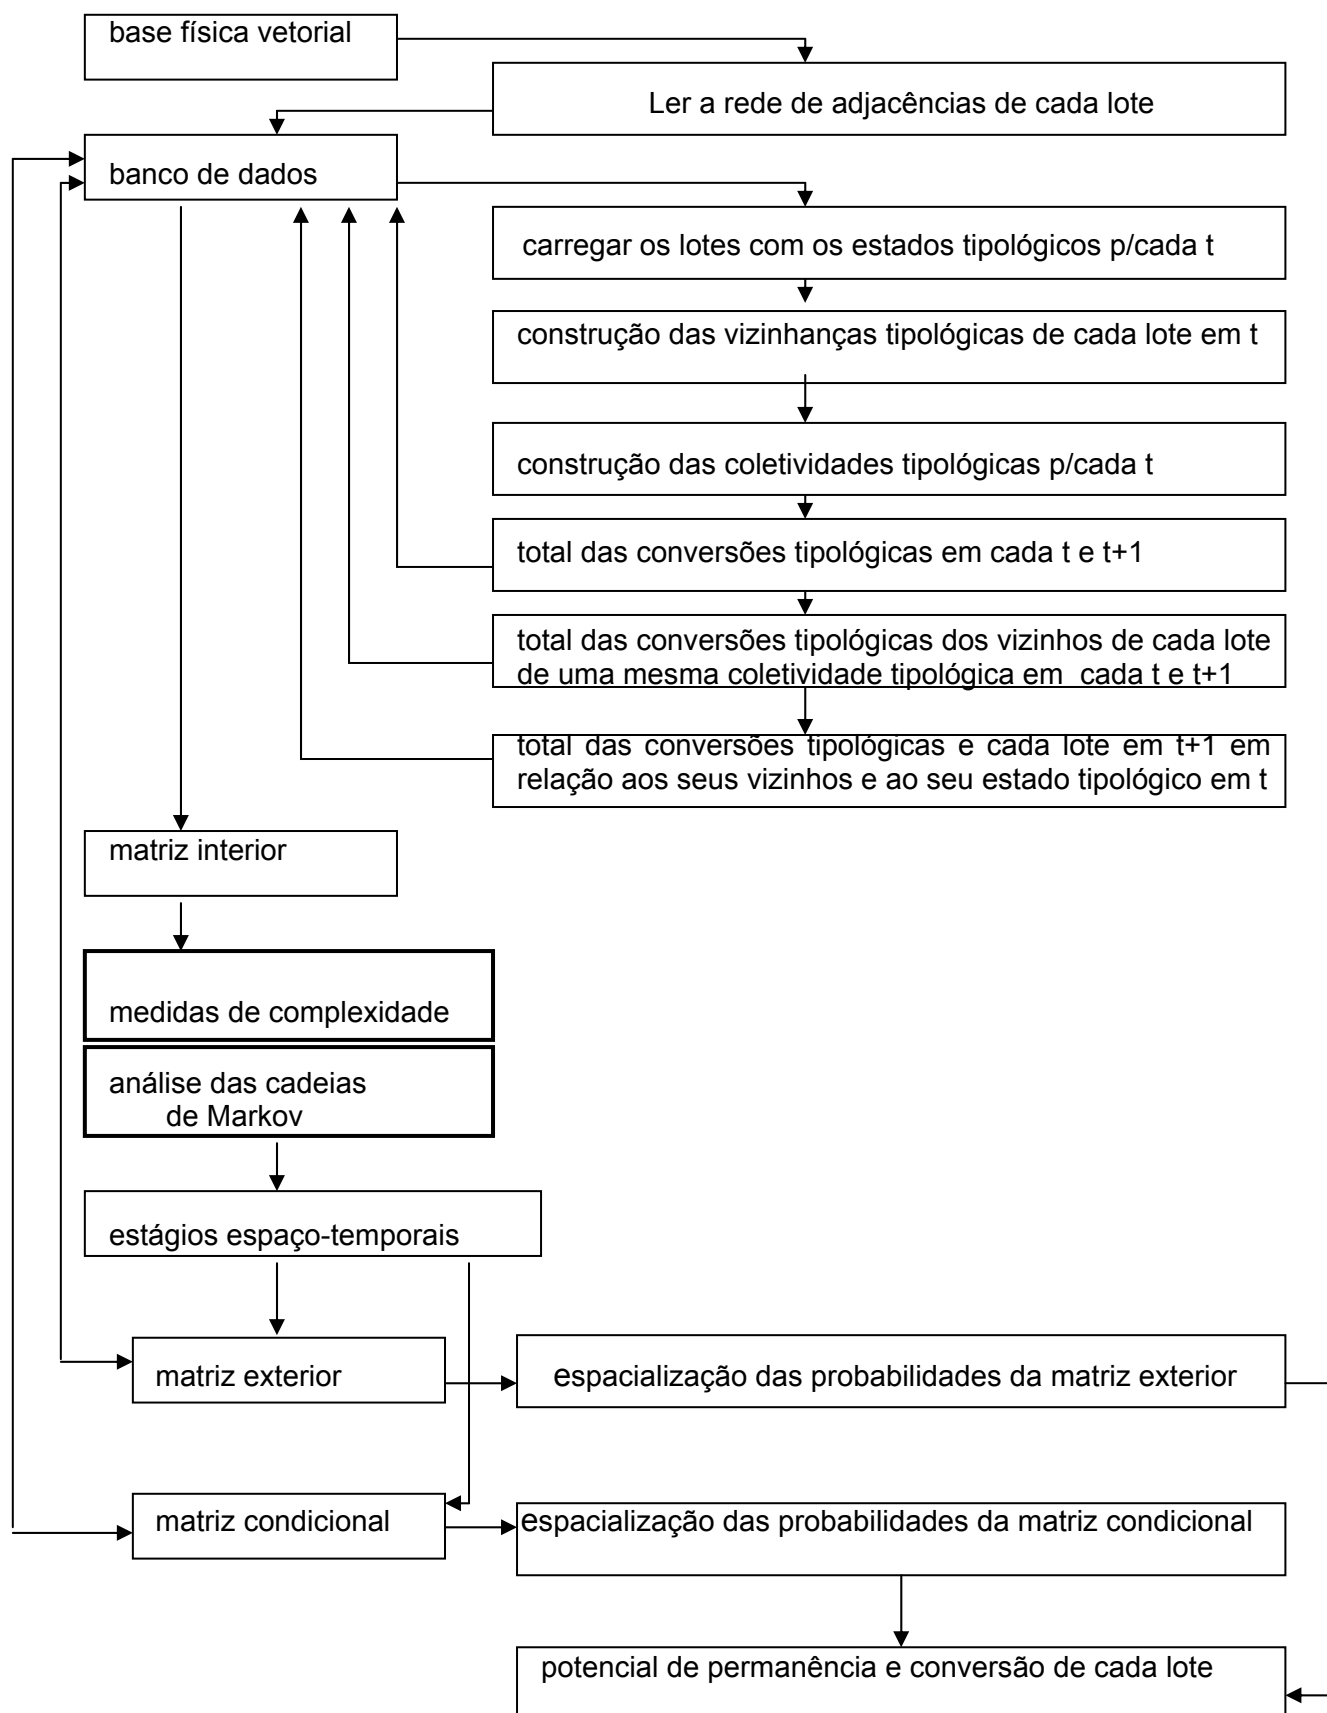 base física vetorial
Ler a rede de adjacências de cada lote
banco de dados
carregar os lotes com os estados tipológicos p/cada t
construção das vizinhanças tipológicas de cada lote em t
construção das coletividades tipológicas p/cada t
total das conversões tipológicas em cada t e t+1
total das conversões tipológicas dos vizinhos de cada lote
de uma mesma coletividade tipológica em cada t e t+1
total das conversões tipológicas e cada lote em t+1 em
relação aos seus vizinhos e ao seu estado tipológico em t
matriz interior
medidas de complexidade
análise das cadeias
de Markov
estágios espaço-temporais
matriz exterior
espacialização das probabilidades da matriz exterior
matriz condicional
espacialização das probabilidades da matriz condicional
potencial de permanência e conversão de cada lote